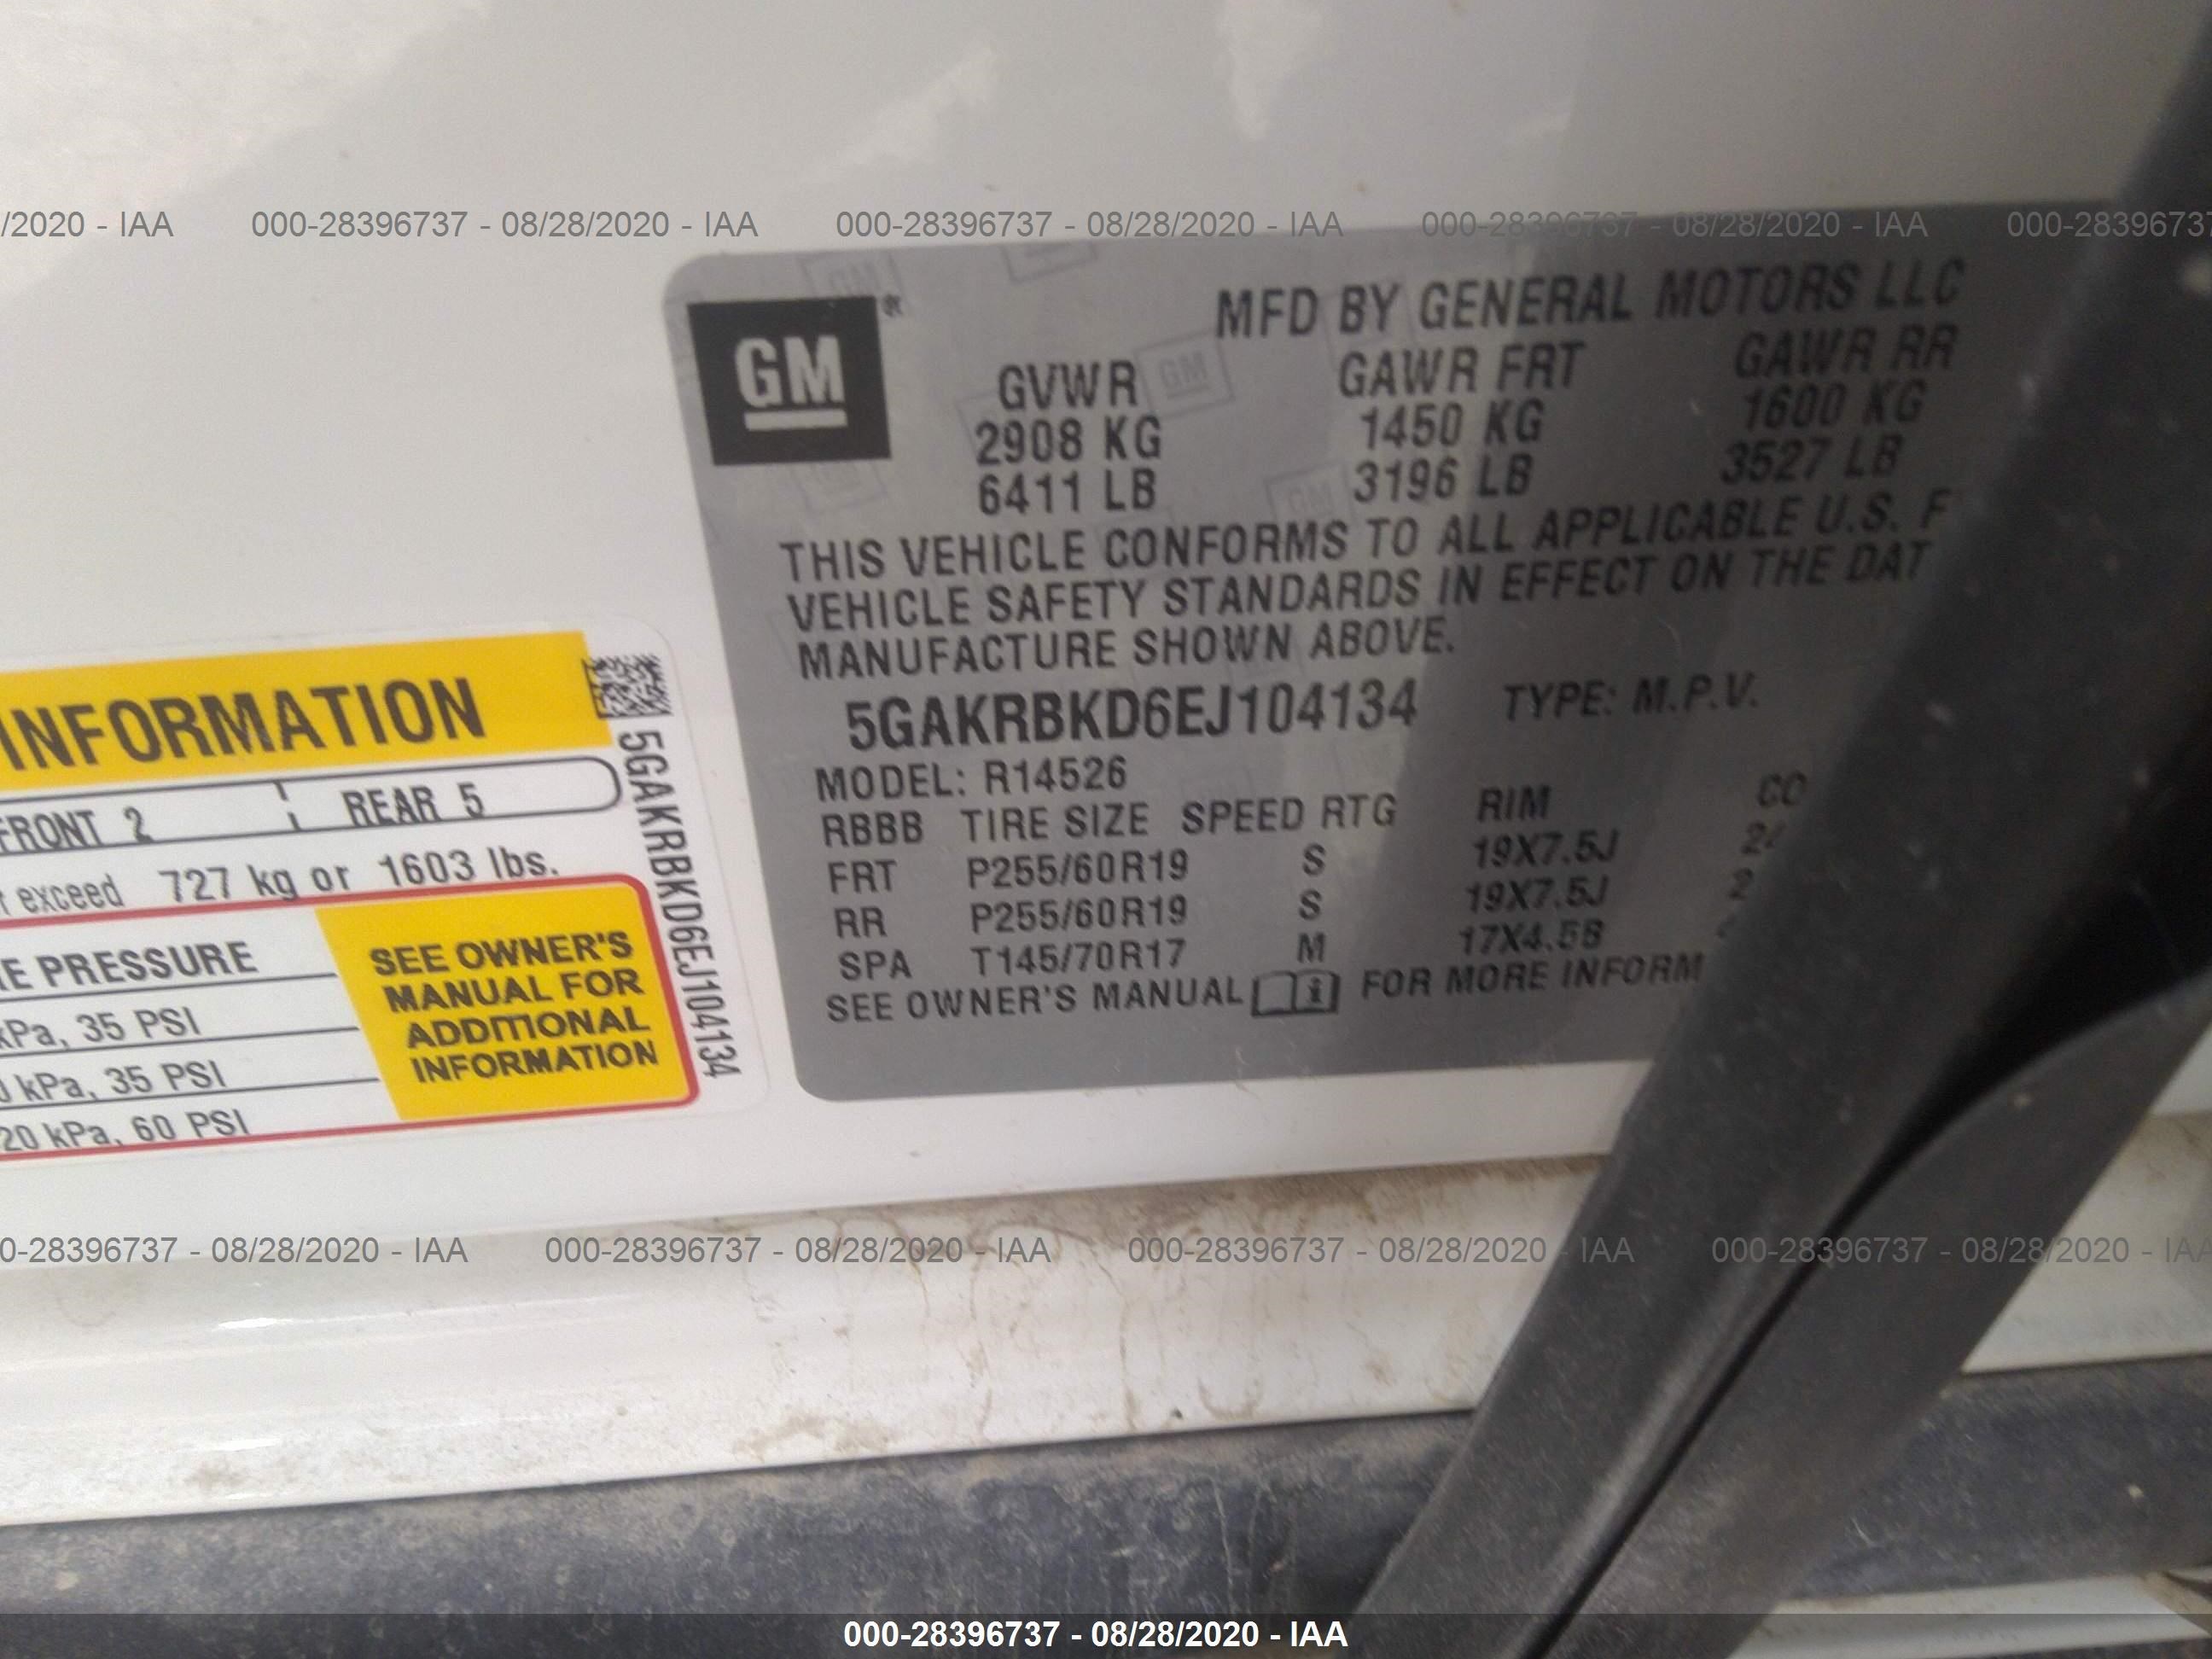 /2020 - IAA 000-28396737 - 08/28/2020 - IAA 000-28396737 - 08/28/2020 - IAA 000-28396737 - 08/28/2020 - IAA 000-2839673
GM ®
MFD BY GENERAL MOTORS LLC
GVWR GAWR FRT GAWR RR
2908 KG 1450 KG 1600 KG
6411 LB 3196 LB 3527 LB
THIS VEHICLE CONFORMS TO ALL APPLICABLE U.S. F
VEHICLE SAFETY STANDARDS IN EFFECT ON THE DAT
MANUFACTURE SHOWN ABOVE.
5GAKRBKD6EJ104134 TYPE: M.P.V.
MODEL: R14526
RBBB TIRE SIZE SPEED RTG RIM CO
FRT P255/60R19 S 19X7.5J
RR P255/60R19 S 19X7.5J
SPA T145/70R17 M 17X4.5B
SEE OWNER'S MANUAL FOR MORE INFORM
INFORMATION
FRONT 2 REAR 5
exceed 727 kg or 1603 lbs.
E PRESSURE
kPa, 35 PSI
0 kPa, 35 PSI
20 kPa, 60 PSI
SEE OWNER'S
MANUAL FOR
ADDITIONAL
INFORMATION
5GAKRBKD6EJ104134
0-28396737 - 08/28/2020 - IAA 000-28396737 - 08/28/2020 - IAA 000-28396737 - 08/28/2020 - IAA 000-28396737 - 08/28/2020 - IA
000-28396737 - 08/28/2020 - IAA